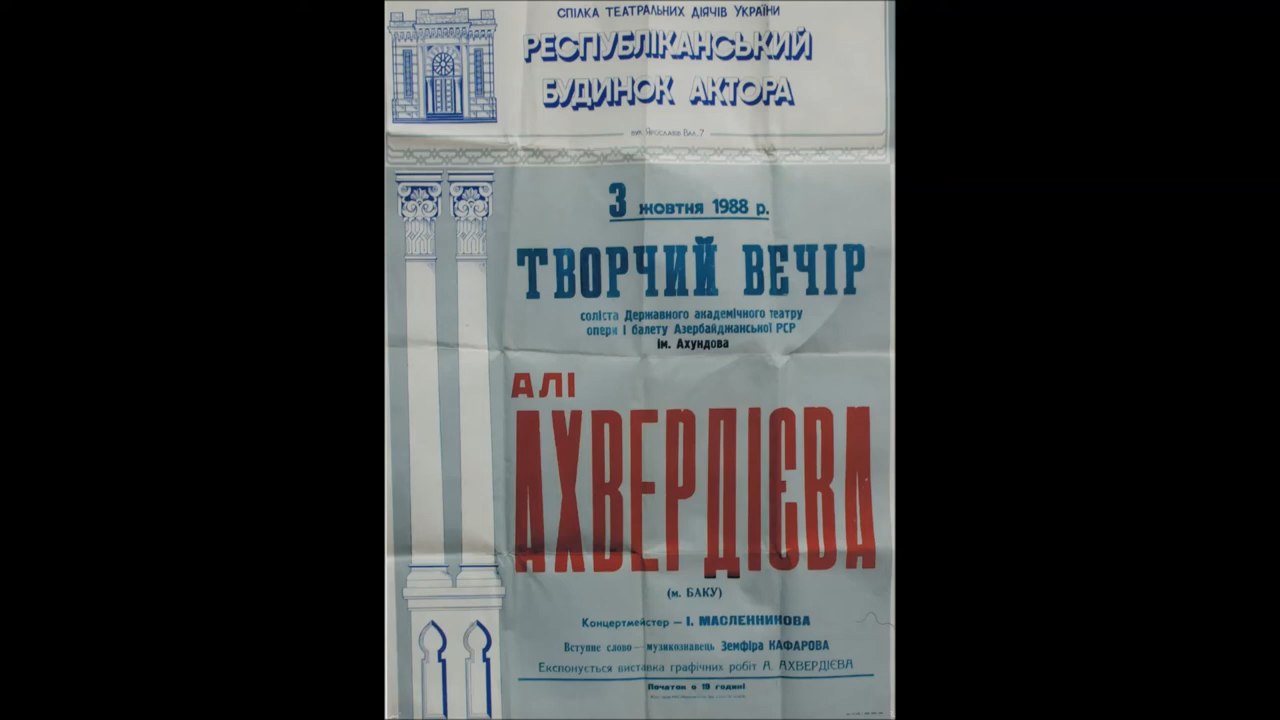 СПІЛКА ТЕАТРАЛЬНИХ ДІЯЧІВ УКРАЇНИ
РЕСПУБЛІКАНСЬКИЙ
БУДИНОК АКТОРА
вул. Ярославів Вал, 7
3 жовтня 1988 р.
ТВОРЧИЙ ВЕЧІР
соліста Державного академічного театру
опери і балету Азербайджанської РСР
ім. Ахундова
АЛІ
АХВЕРДІЄВА
(м. БАКУ)
Концертмейстер – І. МАСЛЕННИКОВА
Вступне слово – музикознавець Земфіра КАФАРОВА
Експонується виставка графічних робіт А. АХВЕРДІЄВА
Початок о 19 годині